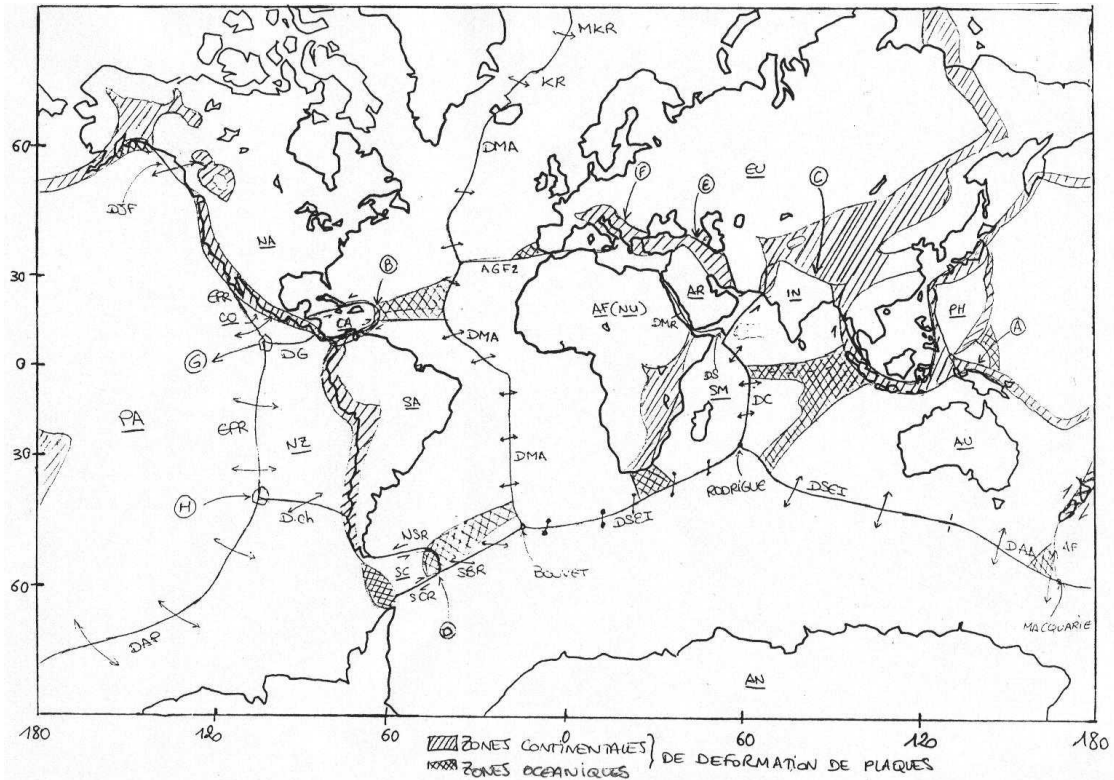 MKR
KR
DMA
60
DJF
NA
EU
F
E
C
30
AGFZ
B
EPR
CO
CA
AF(NU)
AR
IN
PH
DMR
DMA
G
DG
A
0
DS
SM
PA
SA
DC
EPR
NZ
DMA
AU
30
RODRIGUE
H
D.ch
DSEI
DSEI
NSR
DAA
AF
SC
SBR
BOUVET
60
SCR
D
MACQUARIE
DAP
AN
180
120
60
0
60
120
180
ZONES CONTINENTALES
ZONES OCEANIQUES
DE DEFORMATION DE PLAQUES